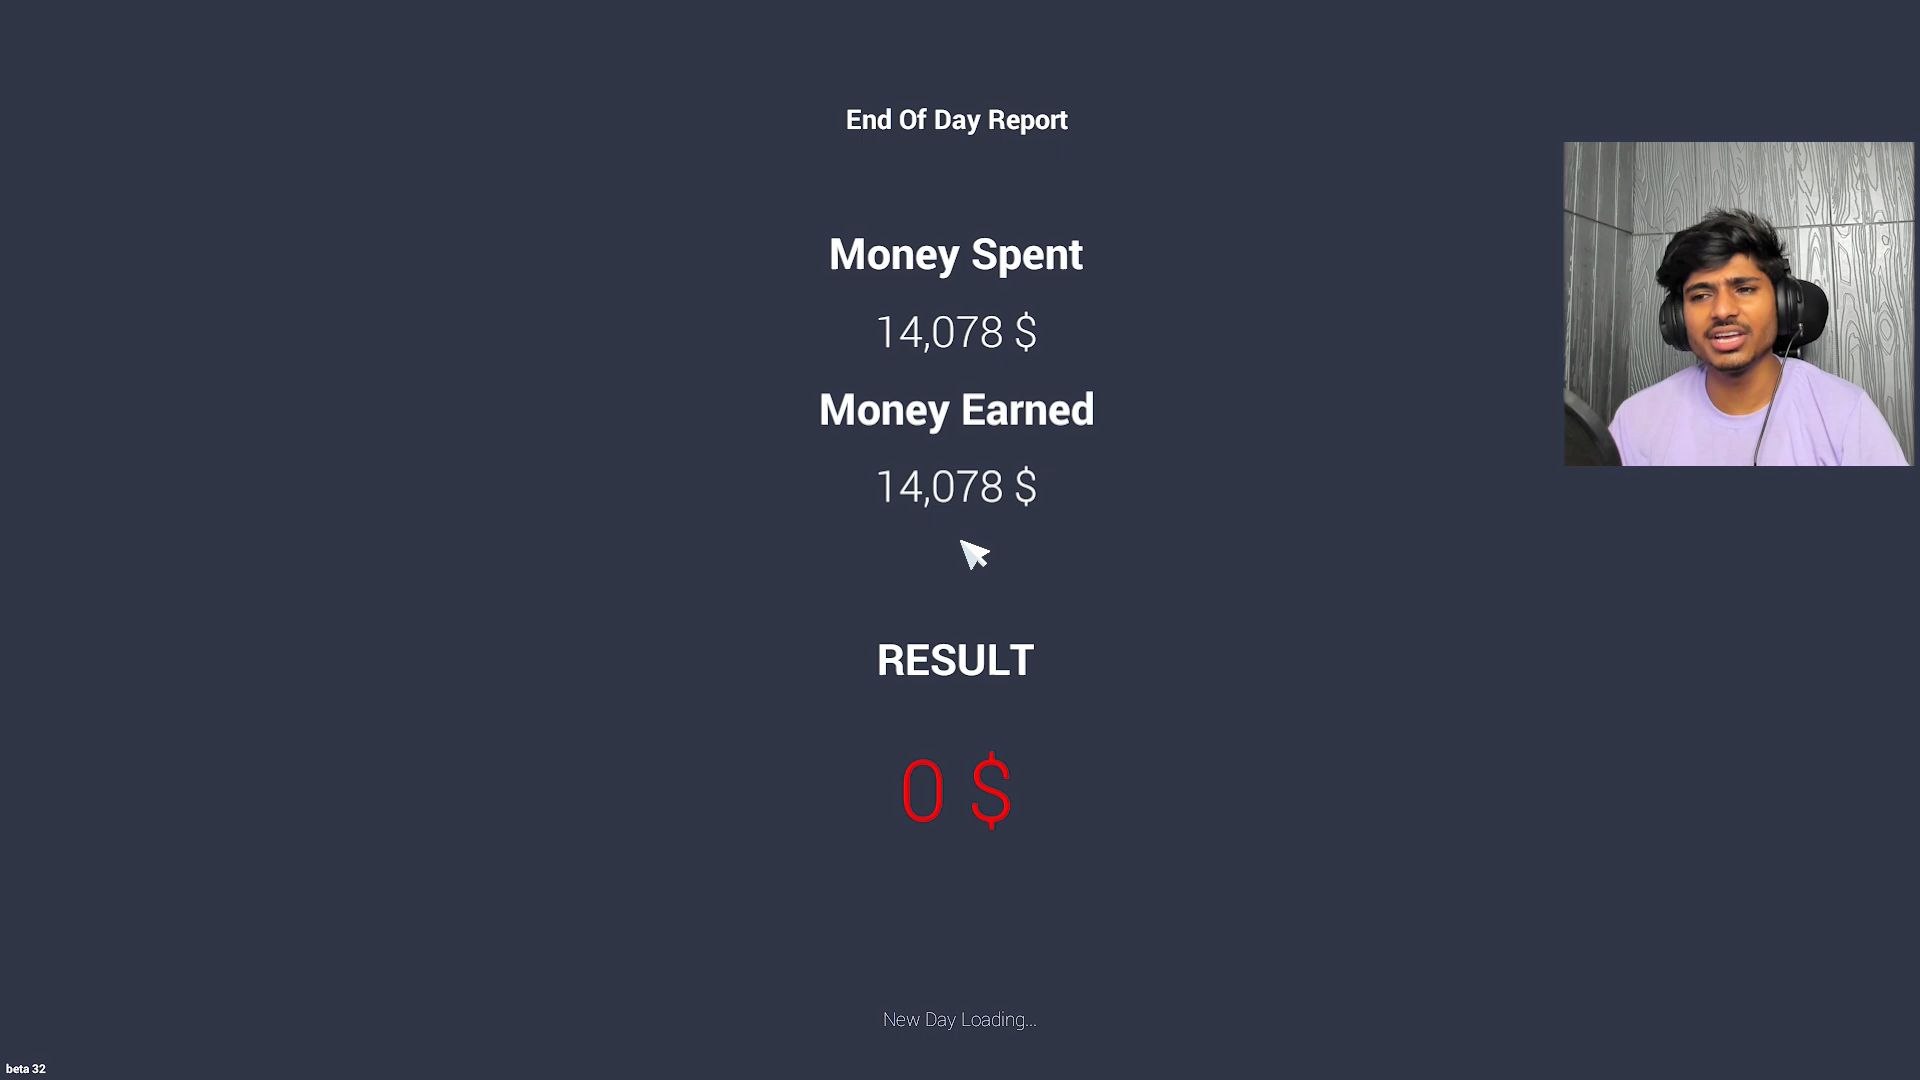 End Of Day Report
Money Spent
14,078 $
Money Earned
14,078 $
RESULT
0 $
New Day Loading...
beta 32